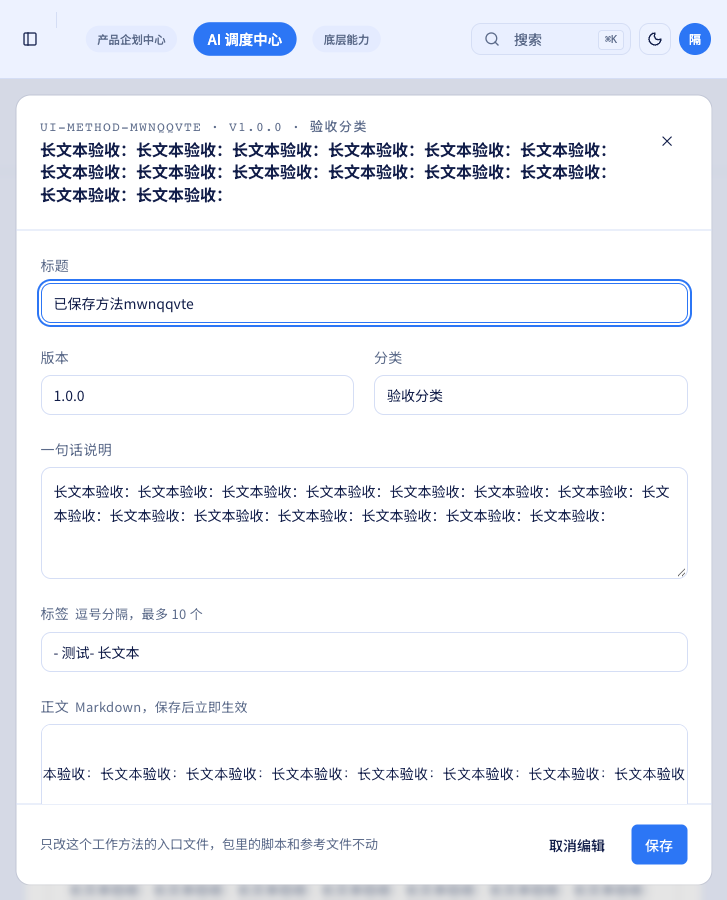 产品企划中心
AI 调度中心
底层能力
搜索
⌘K
隔
UI-METHOD-MWNQQVTE · V1.0.0 · 验收分类
长文本验收：长文本验收：长文本验收：长文本验收：长文本验收：长文本验收：
长文本验收：长文本验收：长文本验收：长文本验收：长文本验收：长文本验收：
长文本验收：长文本验收：
标题
已保存方法mwnqqvte
版本
分类
1.0.0
验收分类
一句话说明
长文本验收：长文本验收：长文本验收：长文本验收：长文本验收：长文本验收：长文本验收：长文
本验收：长文本验收：长文本验收：长文本验收：长文本验收：长文本验收：长文本验收：
标签 逗号分隔，最多 10 个
- 测试- 长文本
正文 Markdown，保存后立即生效
本验收：长文本验收：长文本验收：长文本验收：长文本验收：长文本验收：长文本验收：长文本验收
只改这个工作方法的入口文件，包里的脚本和参考文件不动
取消编辑
保存